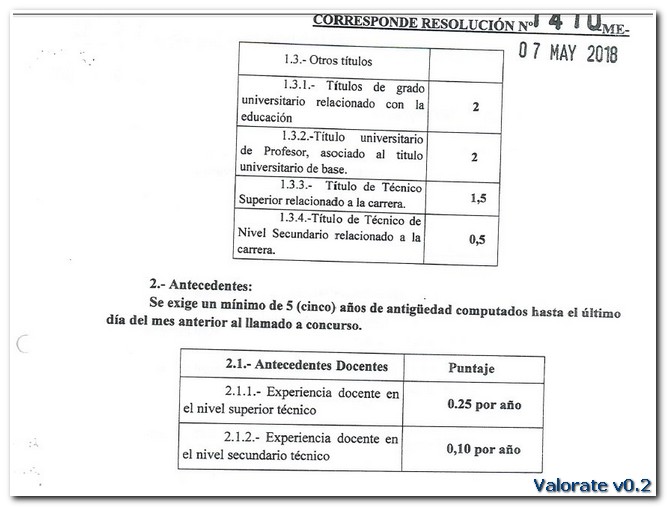 CORRESPONDE RESOLUCIÓN Nº 1410 ME-
07 MAY 2018
1.3.- Otros títulos
1.3.1.- Títulos de grado
universitario relacionado con la
educación
2
1.3.2.-Título universitario
de Profesor, asociado al titulo
universitario de base.
2
1.3.3.- Título de Técnico
Superior relacionado a la carrera.
1,5
1.3.4.-Título de Técnico de
Nivel Secundario relacionado a la
carrera.
0,5
2.- Antecedentes:
Se exige un mínimo de 5 (cinco) años de antigüedad computados hasta el último
día del mes anterior al llamado a concurso.
2.1.- Antecedentes Docentes
Puntaje
2.1.1.- Experiencia docente en
el nivel superior técnico
0.25 por año
2.1.2.- Experiencia docente en
el nivel secundario técnico
0,10 por año
Valorate v0.2